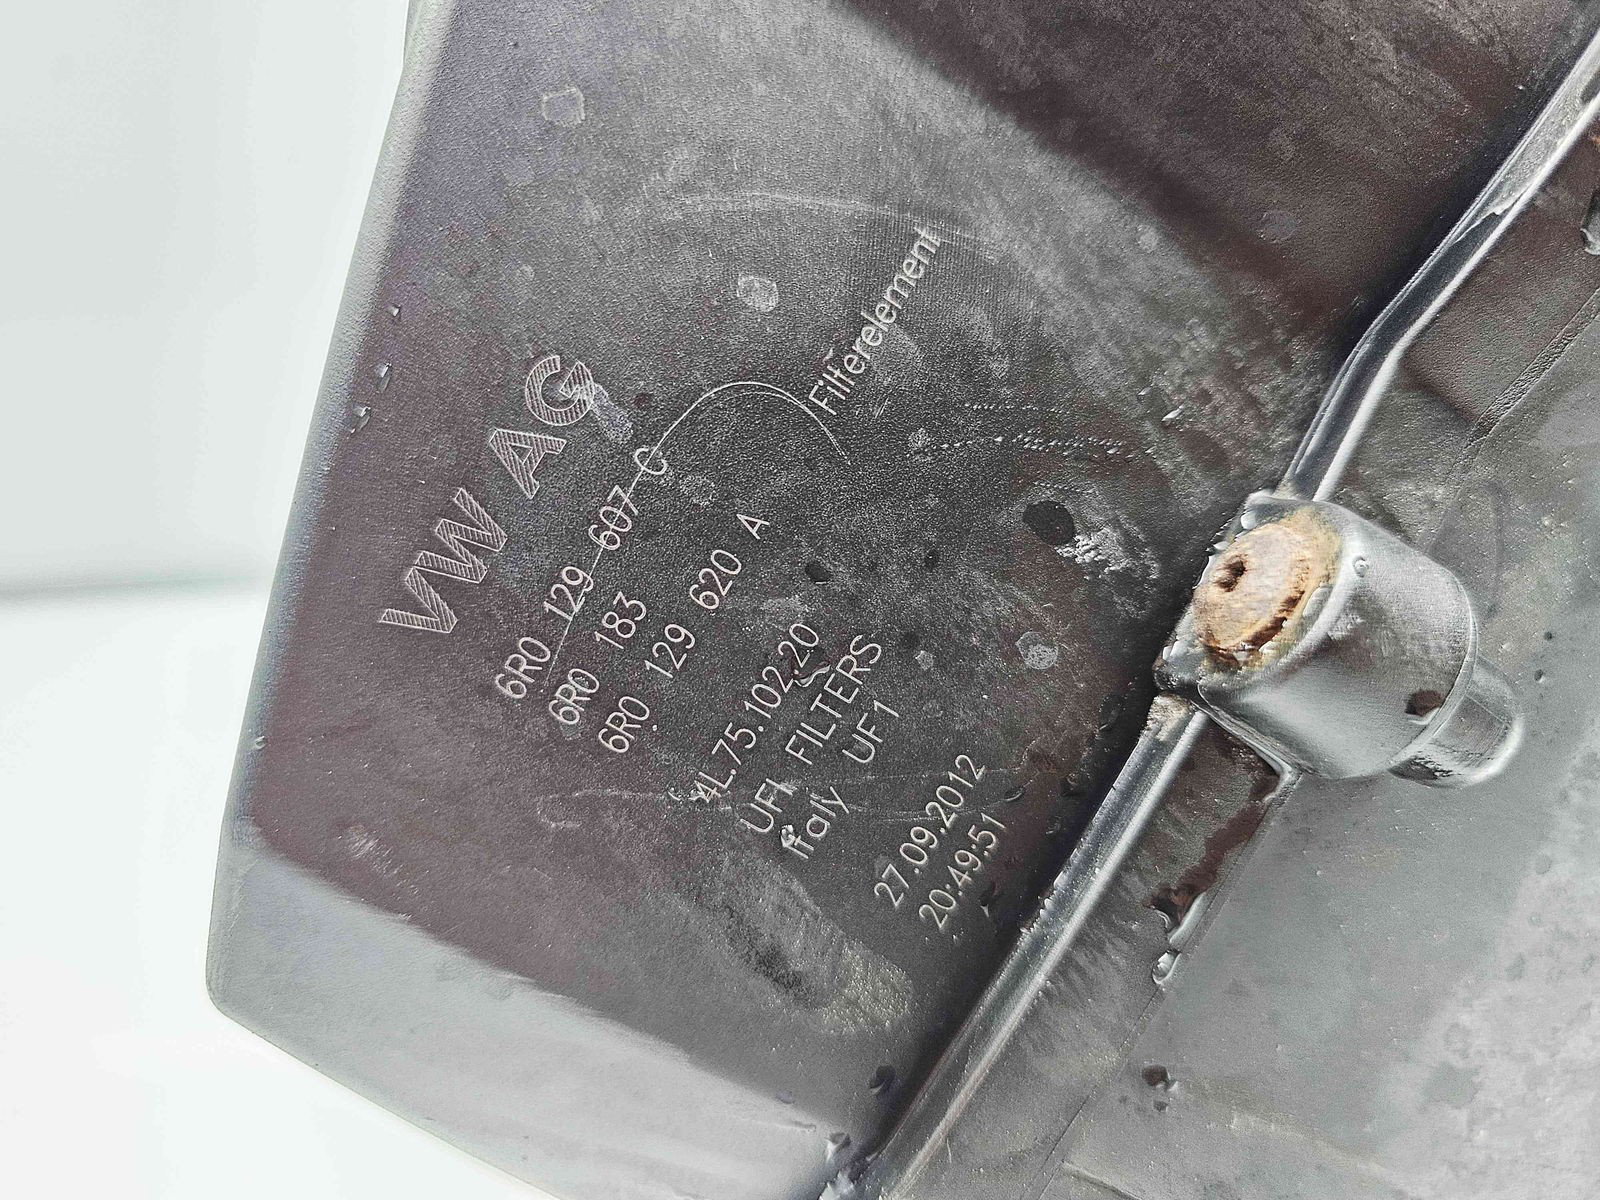 VW AG
6R0 129 607 C
6R0 183
6R0 129 620 A Filterelement
4L.75.102.20
UFI FILTERS
Italy UF1
27.09.2012
20:49:51